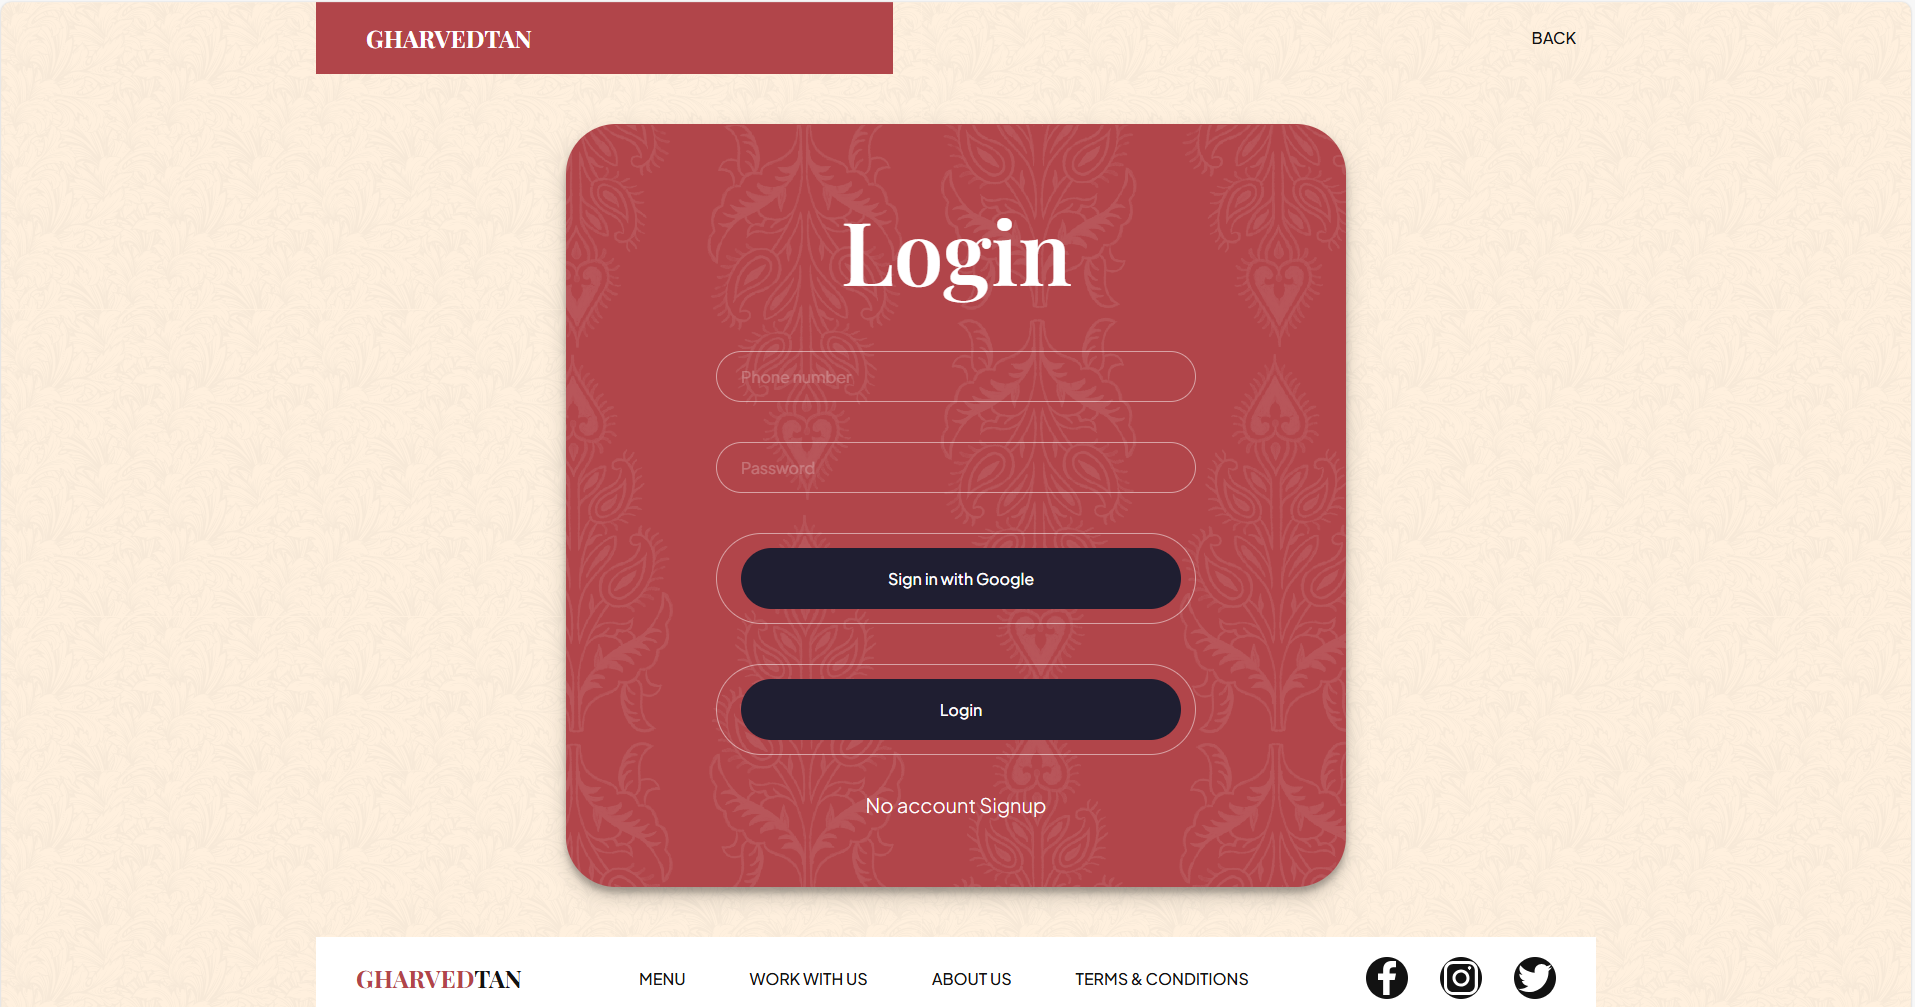 GHARVEDTAN
BACK
Login
Phone number
Password
Sign in with Google
Login
No account Signup
GHARVEDTAN
MENU
WORK WITH US
ABOUT US
TERMS & CONDITIONS